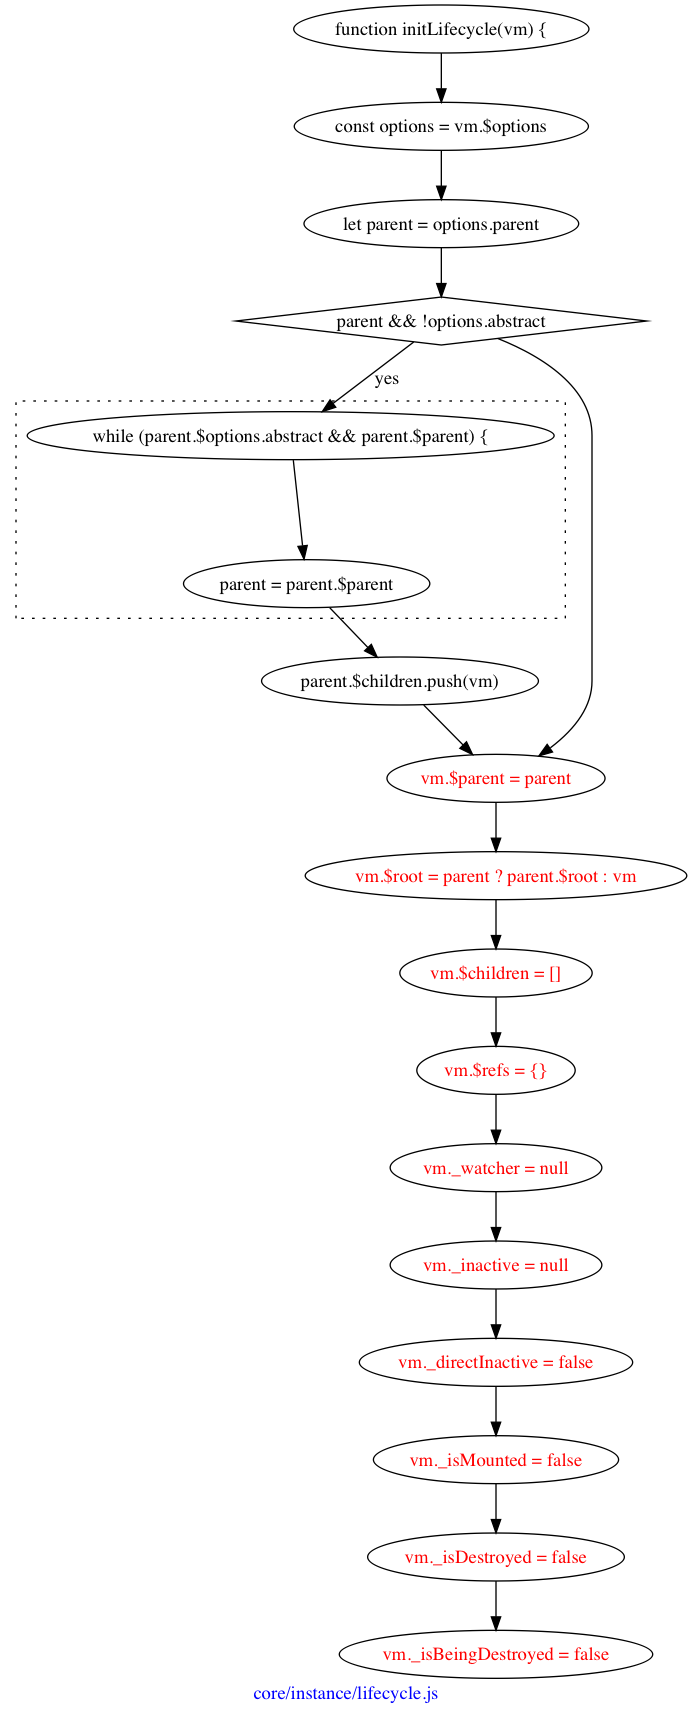 function initLifecycle(vm) {
const options = vm.$options
let parent = options.parent
parent && !options.abstract
yes
while (parent.$options.abstract && parent.$parent) {
parent = parent.$parent
parent.$children.push(vm)
vm.$parent = parent
vm.$root = parent ? parent.$root : vm
vm.$children = []
vm.$refs = {}
vm._watcher = null
vm._inactive = null
vm._directInactive = false
vm._isMounted = false
vm._isDestroyed = false
vm._isBeingDestroyed = false
core/instance/lifecycle.js